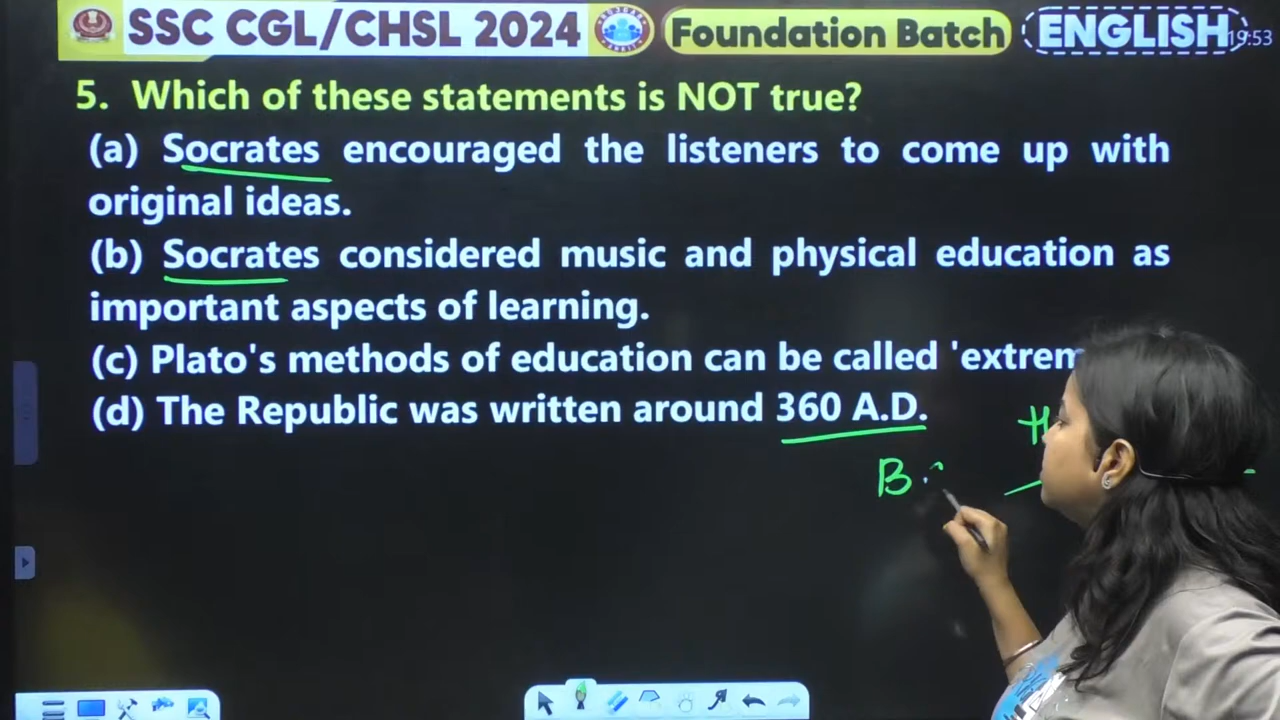 SSC CGL/CHSL 2024 Foundation Batch ENGLISH 19:53
5. Which of these statements is NOT true?
(a) Socrates encouraged the listeners to come up with
original ideas.
(b) Socrates considered music and physical education as
important aspects of learning.
(c) Plato's methods of education can be called 'extrem
(d) The Republic was written around 360 A.D.
B.